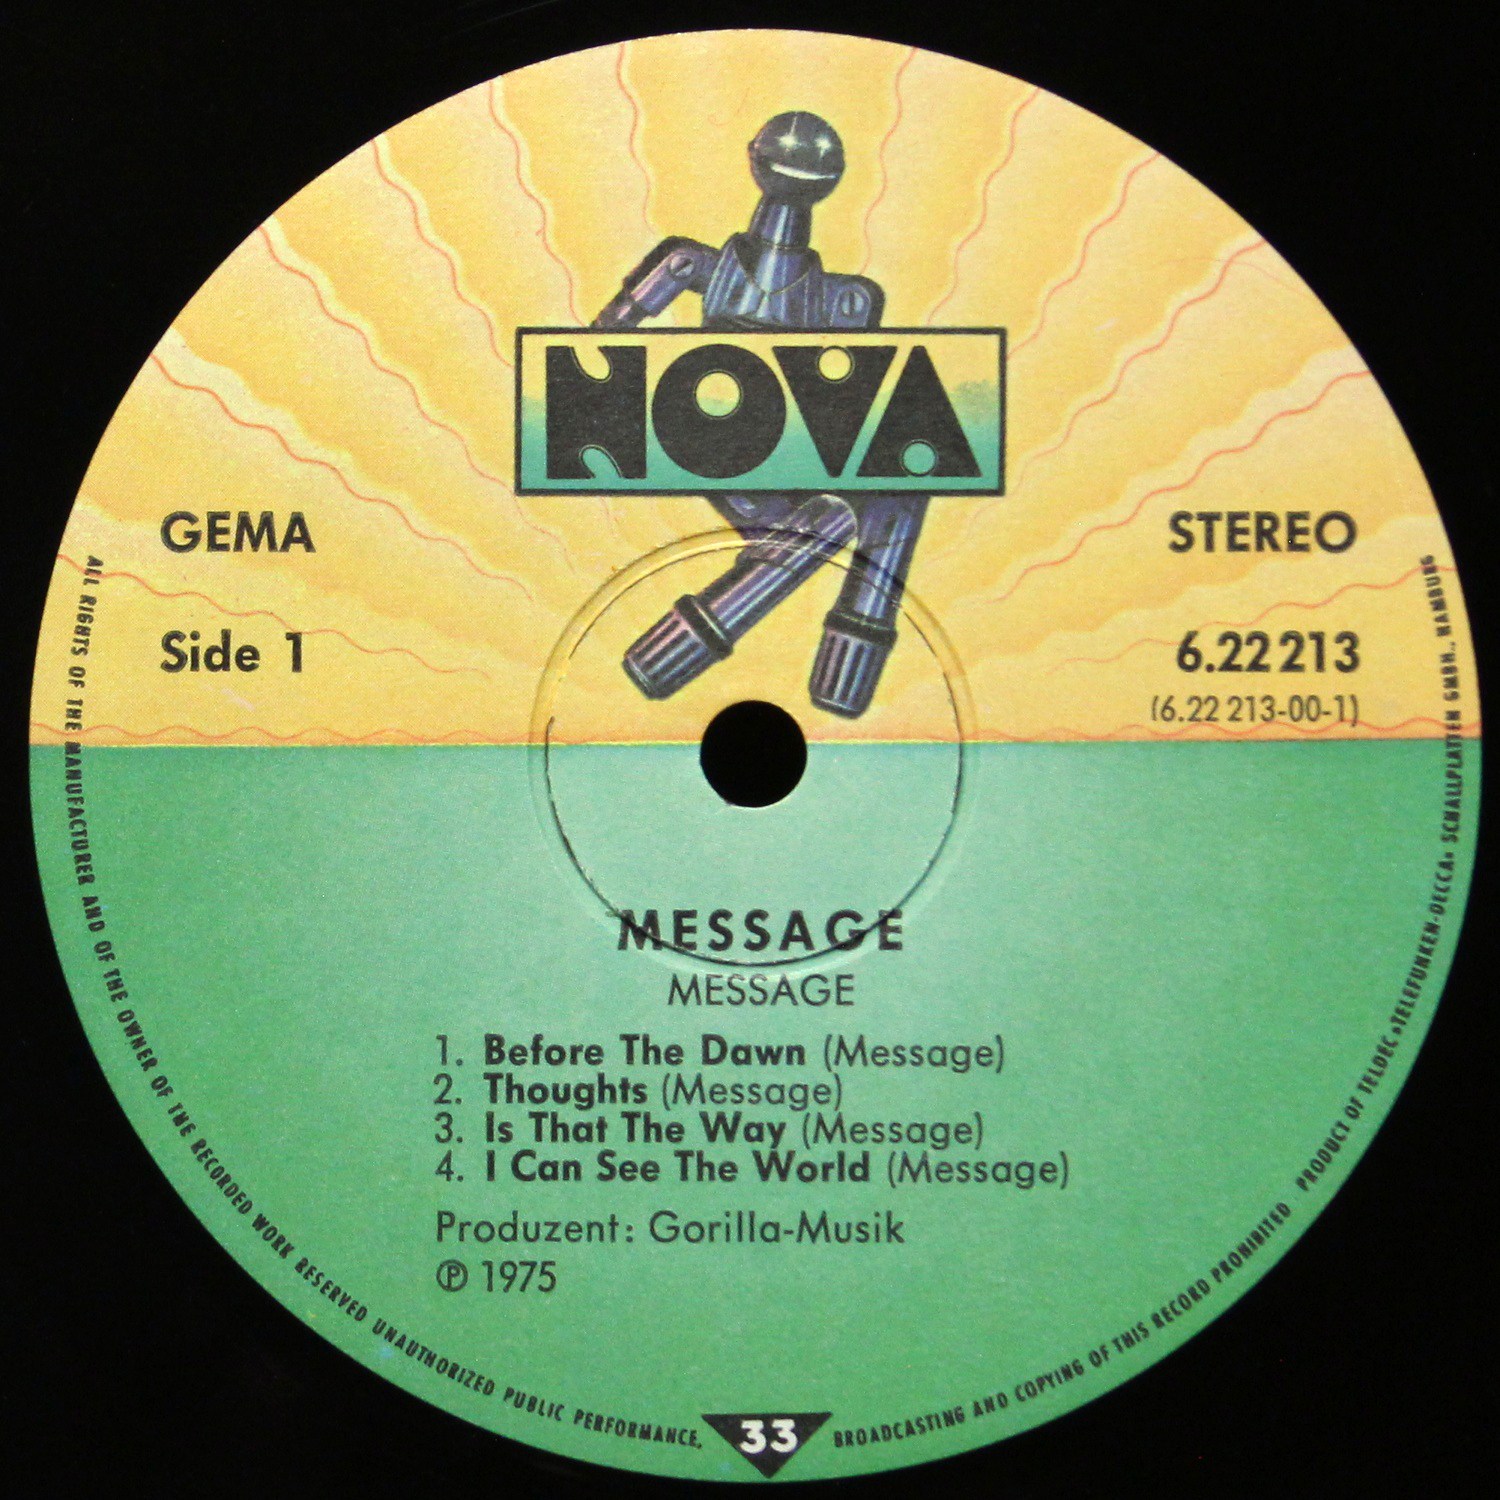 NOVA
GEMA
STEREO
Side 1
6.22 213
(6.22 213-00-1)
MESSAGE
MESSAGE
1. Before The Dawn (Message)
2. Thoughts (Message)
3. Is That The Way (Message)
4. I Can See The World (Message)
Produzent: Gorilla-Musik
℗ 1975
ALL RIGHTS OF THE MANUFACTURER AND OF THE OWNER OF THE RECORDED WORK RESERVED UNAUTHORIZED PUBLIC PERFORMANCE, BROADCASTING AND COPYING OF THIS RECORD PROHIBITED PRODUCT OF TELDEC »TELEFUNKEN-DECCA« SCHALLPLATTEN GMBH., HAMBURG
33